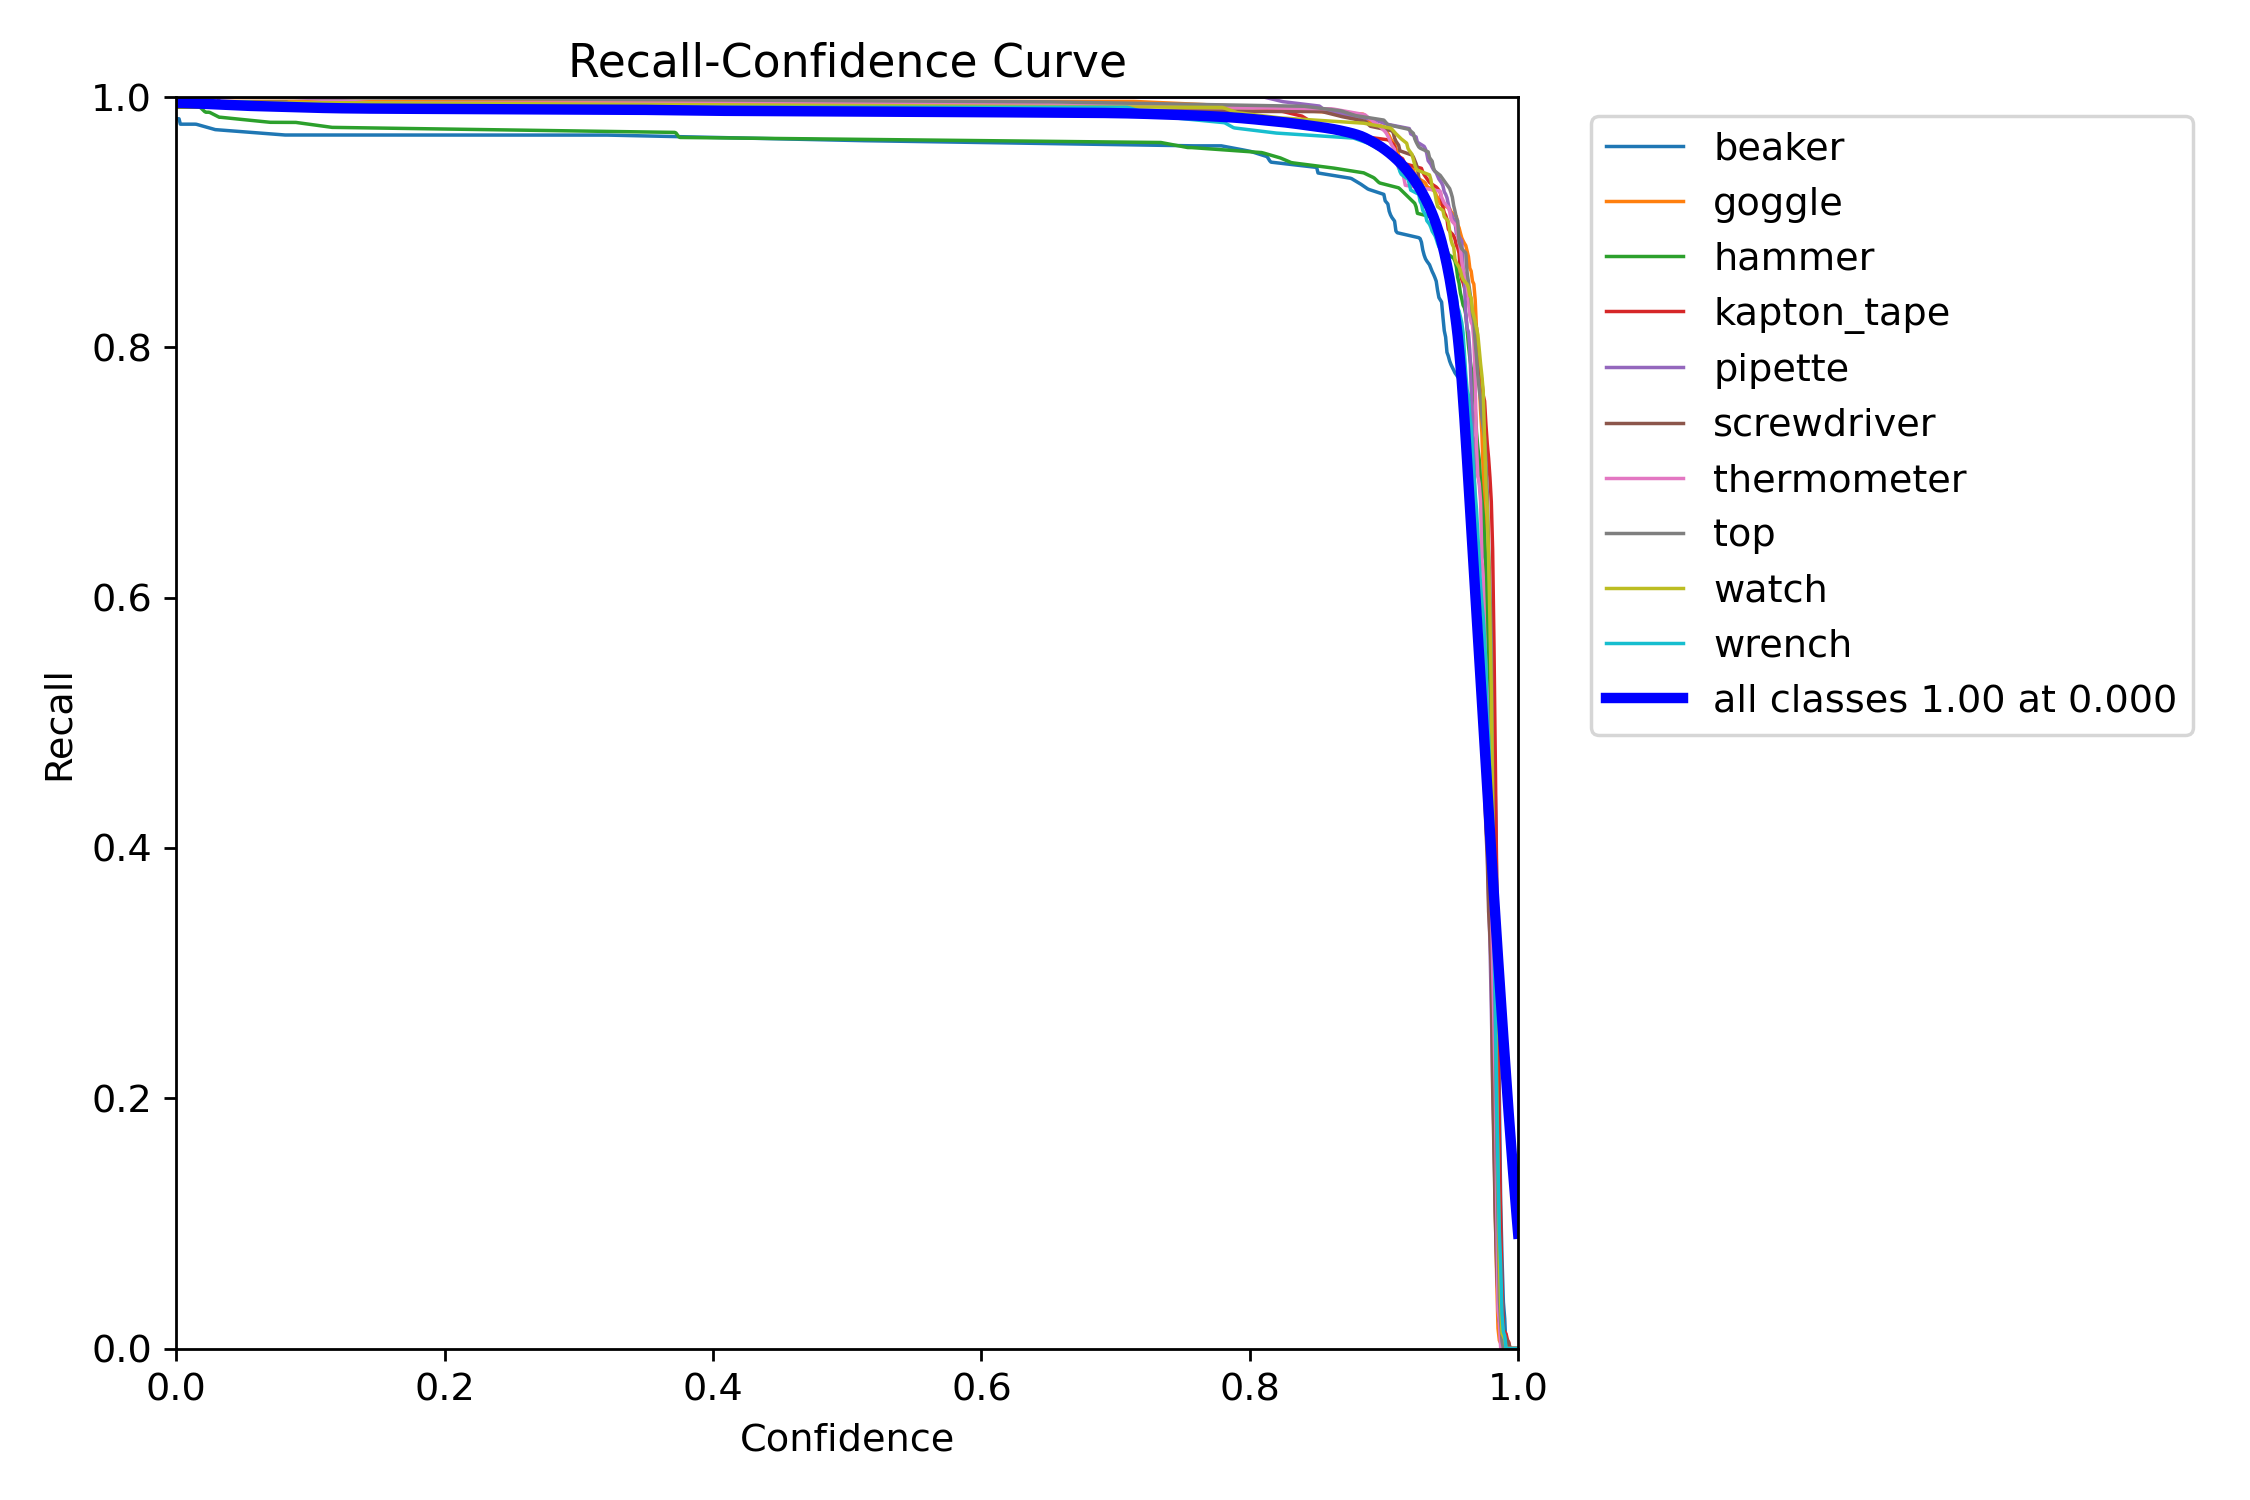 Recall-Confidence Curve
1.0
0.8
0.6
0.4
0.2
0.0
Recall
0.0 0.2 0.4 0.6 0.8 1.0
Confidence
beaker
goggle
hammer
kapton_tape
pipette
screwdriver
thermometer
top
watch
wrench
all classes 1.00 at 0.000